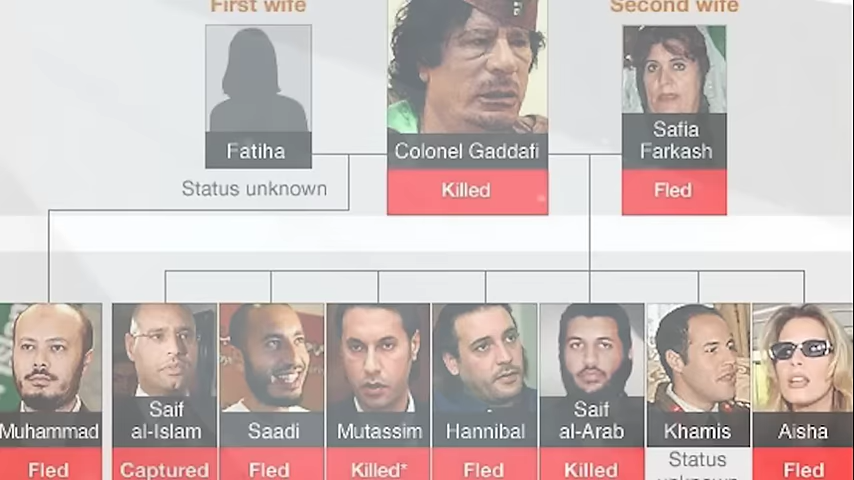 First wife
Second wife
Fatiha
Colonel Gaddafi
Safia
Farkash
Status unknown
Killed
Fled
Muhammad
Saif
al-Islam
Saadi
Mutassim
Hannibal
Saif
al-Arab
Khamis
Aisha
Fled
Captured
Fled
Killed*
Fled
Killed
Status
unknown
Fled